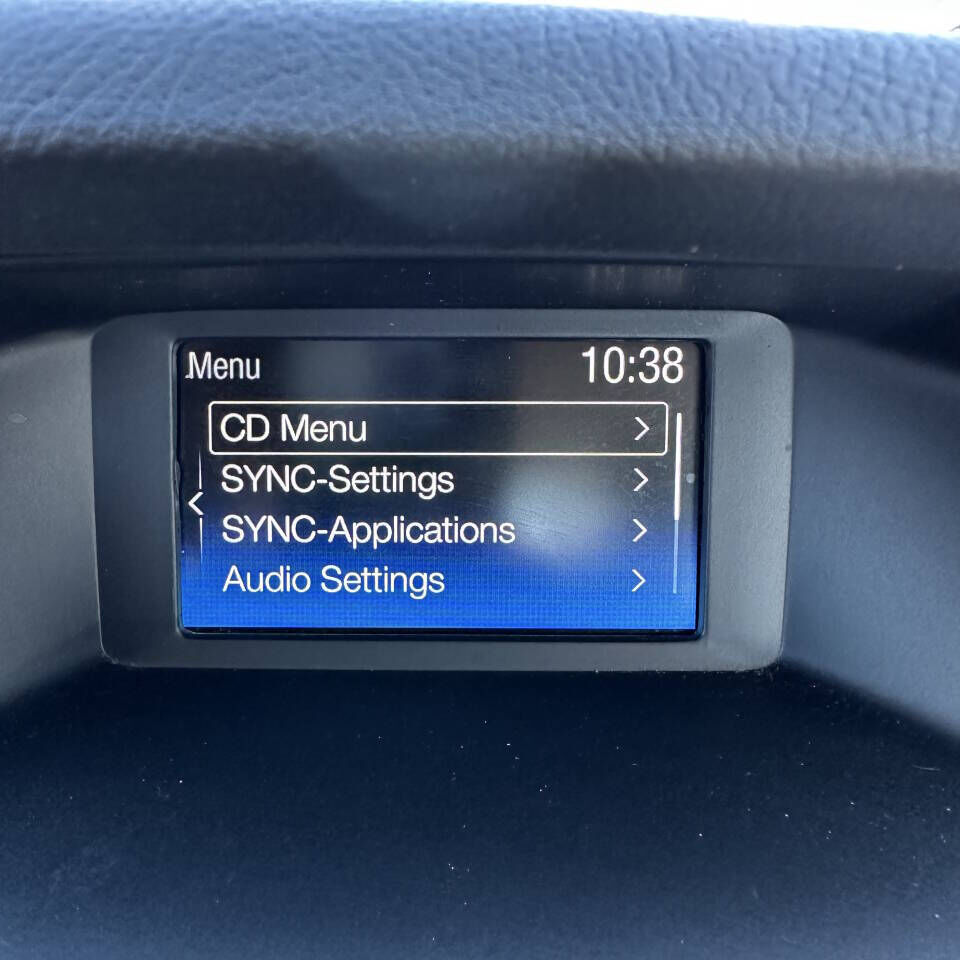 Menu 10:38
CD Menu
SYNC-Settings
SYNC-Applications
Audio Settings